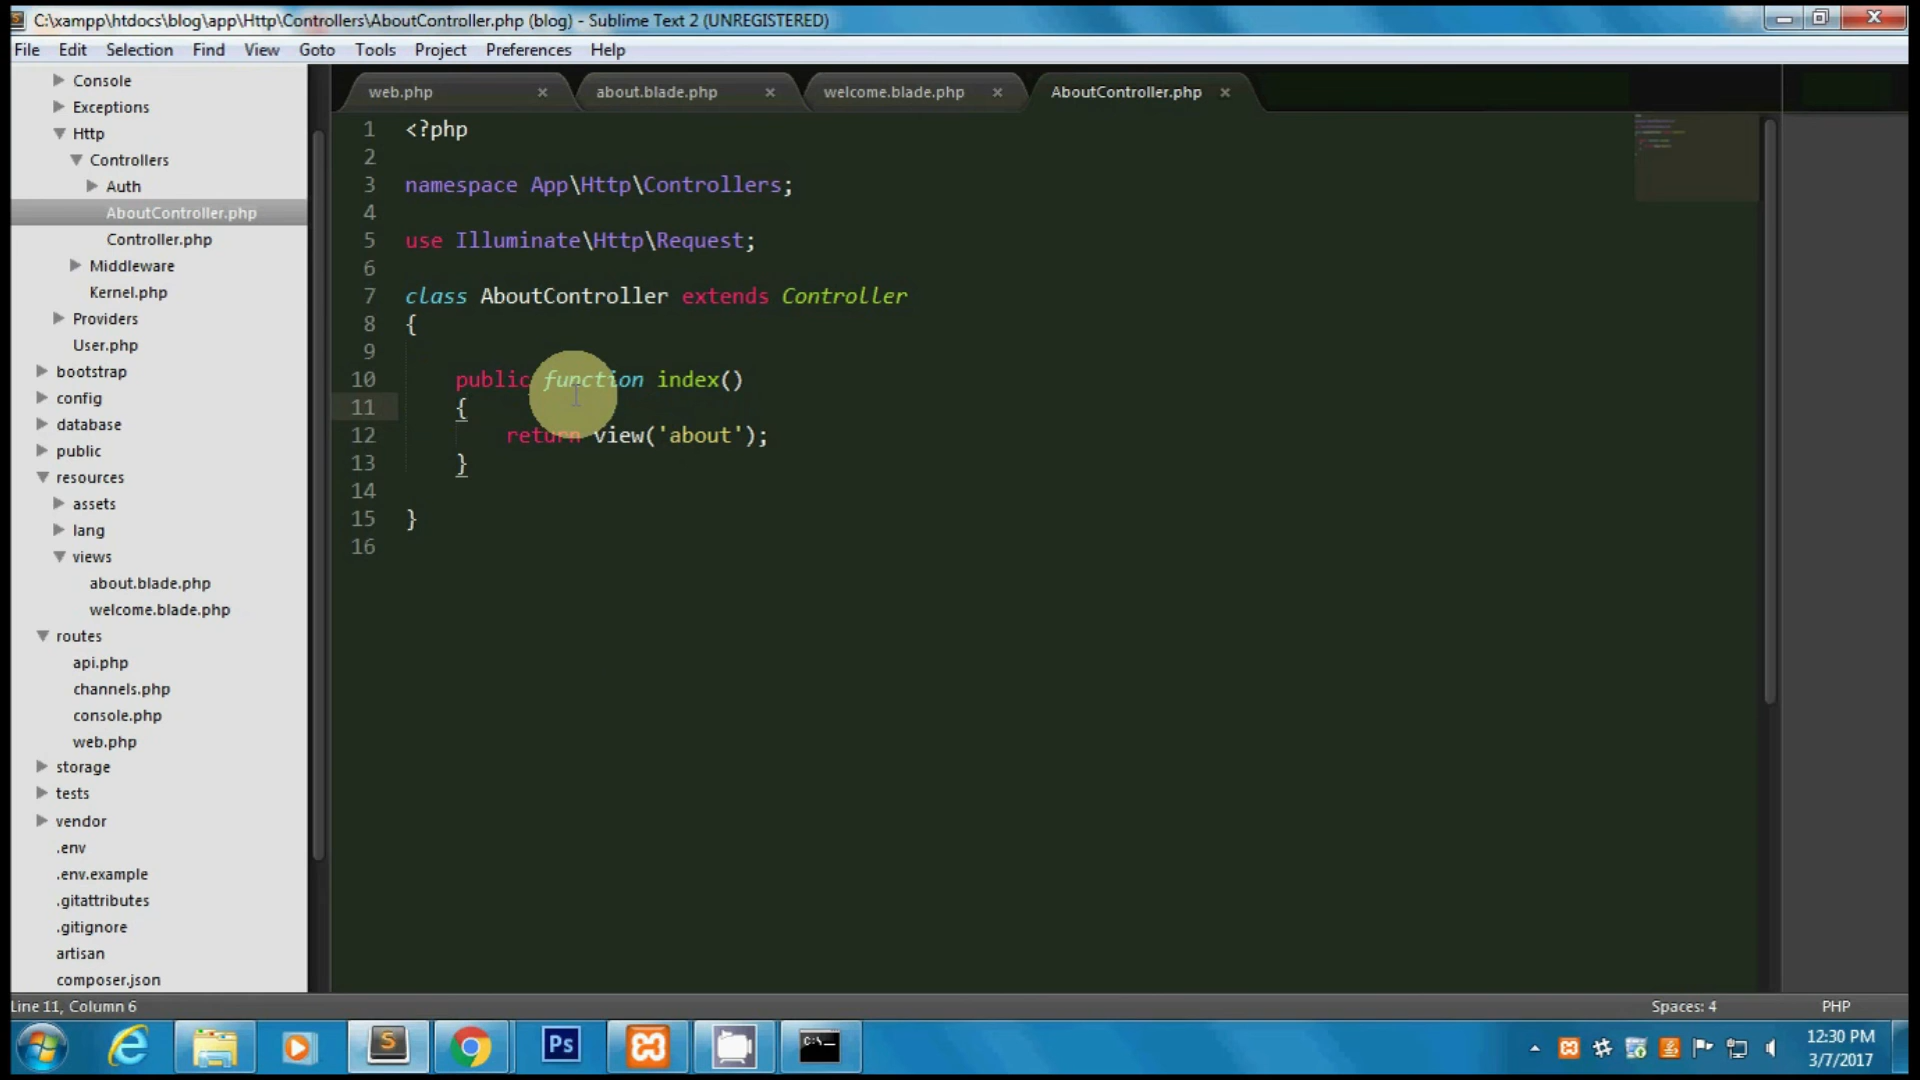 C:\xampp\htdocs\blog\app\Http\Controllers\AboutController.php (blog) - Sublime Text 2 (UNREGISTERED)
File Edit Selection Find View Goto Tools Project Preferences Help
Console
Exceptions
Http
Controllers
Auth
AboutController.php
Controller.php
Middleware
Kernel.php
Providers
User.php
bootstrap
config
database
public
resources
assets
lang
views
about.blade.php
welcome.blade.php
routes
api.php
channels.php
console.php
web.php
storage
tests
vendor
.env
.env.example
.gitattributes
.gitignore
artisan
composer.json
web.php × about.blade.php × welcome.blade.php × AboutController.php ×
1 <?php
2
3 namespace App\Http\Controllers;
4
5 use Illuminate\Http\Request;
6
7 class AboutController extends Controller
8 {
9
10 public function index()
11 {
12 return view('about');
13 }
14
15 }
16
Line 11, Column 6 Spaces: 4 PHP
Ps
C:\
12:30 PM
3/7/2017